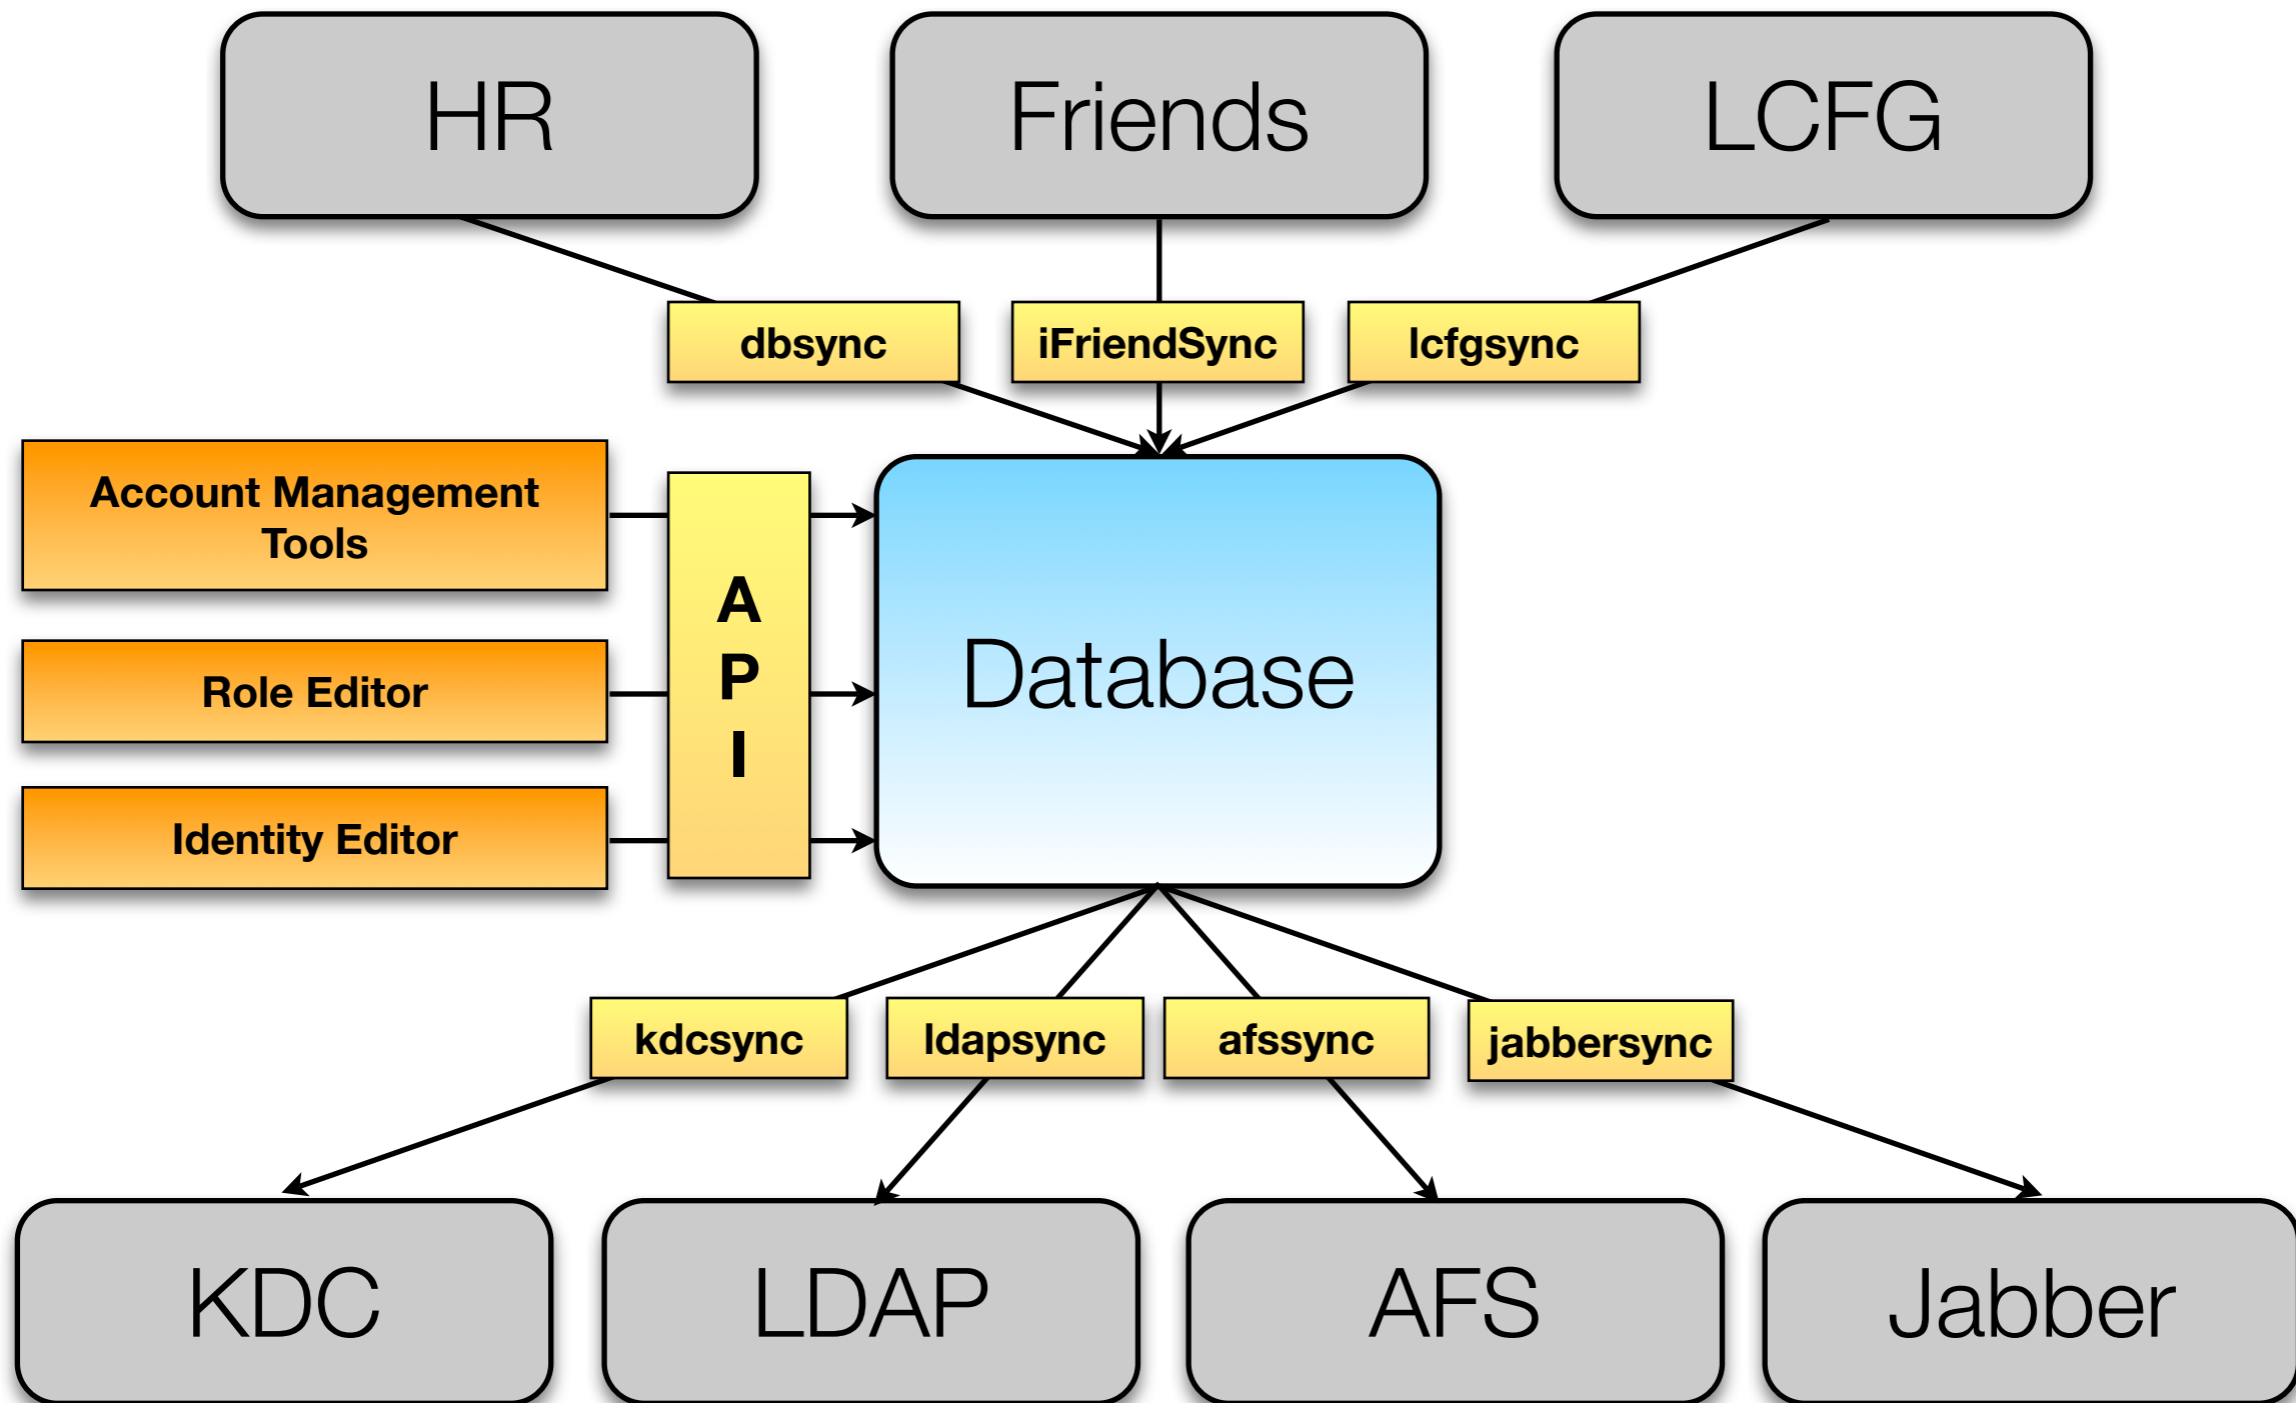 HR
Friends
LCFG
dbsync
iFriendSync
lcfgsync
Account Management
Tools
Role Editor
Identity Editor
A
P
I
Database
kdcsync
ldapsync
afssync
jabbersync
KDC
LDAP
AFS
Jabber